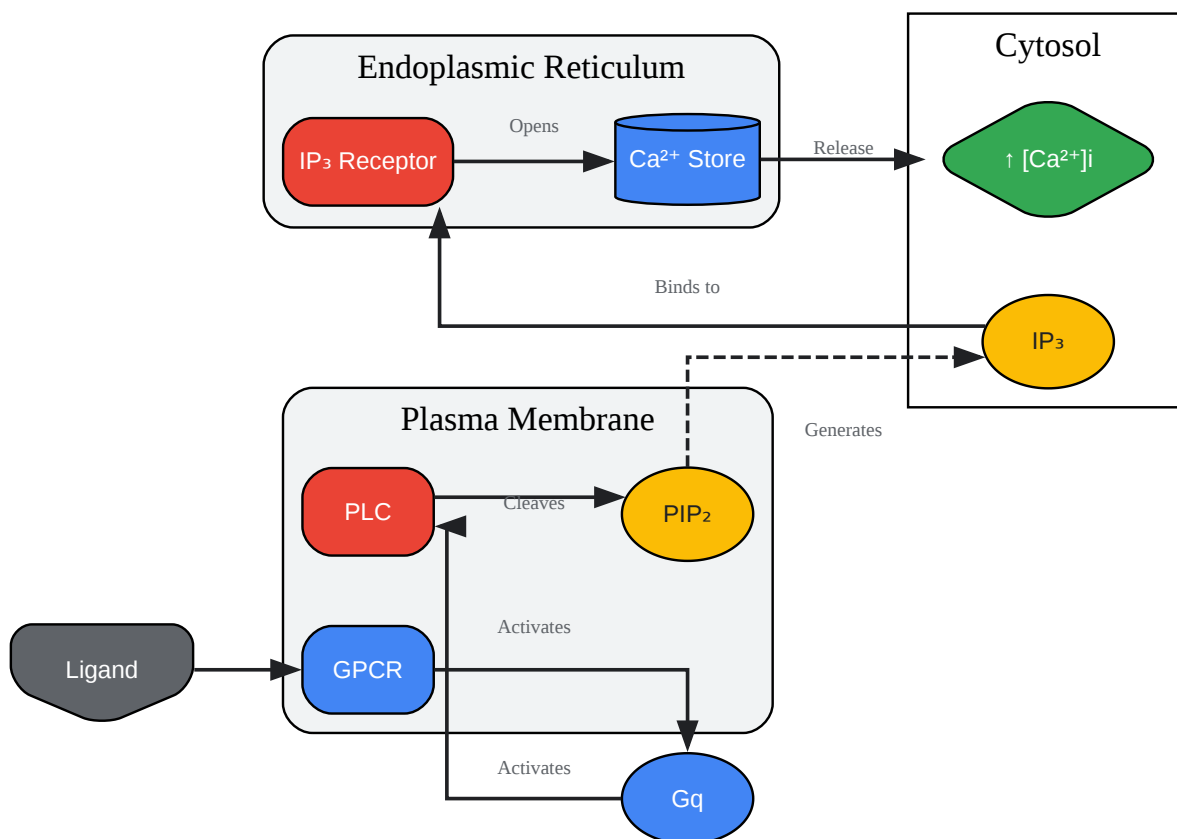 Endoplasmic Reticulum
Cytosol
IP₃ Receptor
Opens
Ca²⁺ Store
Release
↑ [Ca²⁺]i
Binds to
IP₃
Plasma Membrane
Generates
PLC
Cleaves
PIP₂
Activates
Ligand
GPCR
Activates
Gq